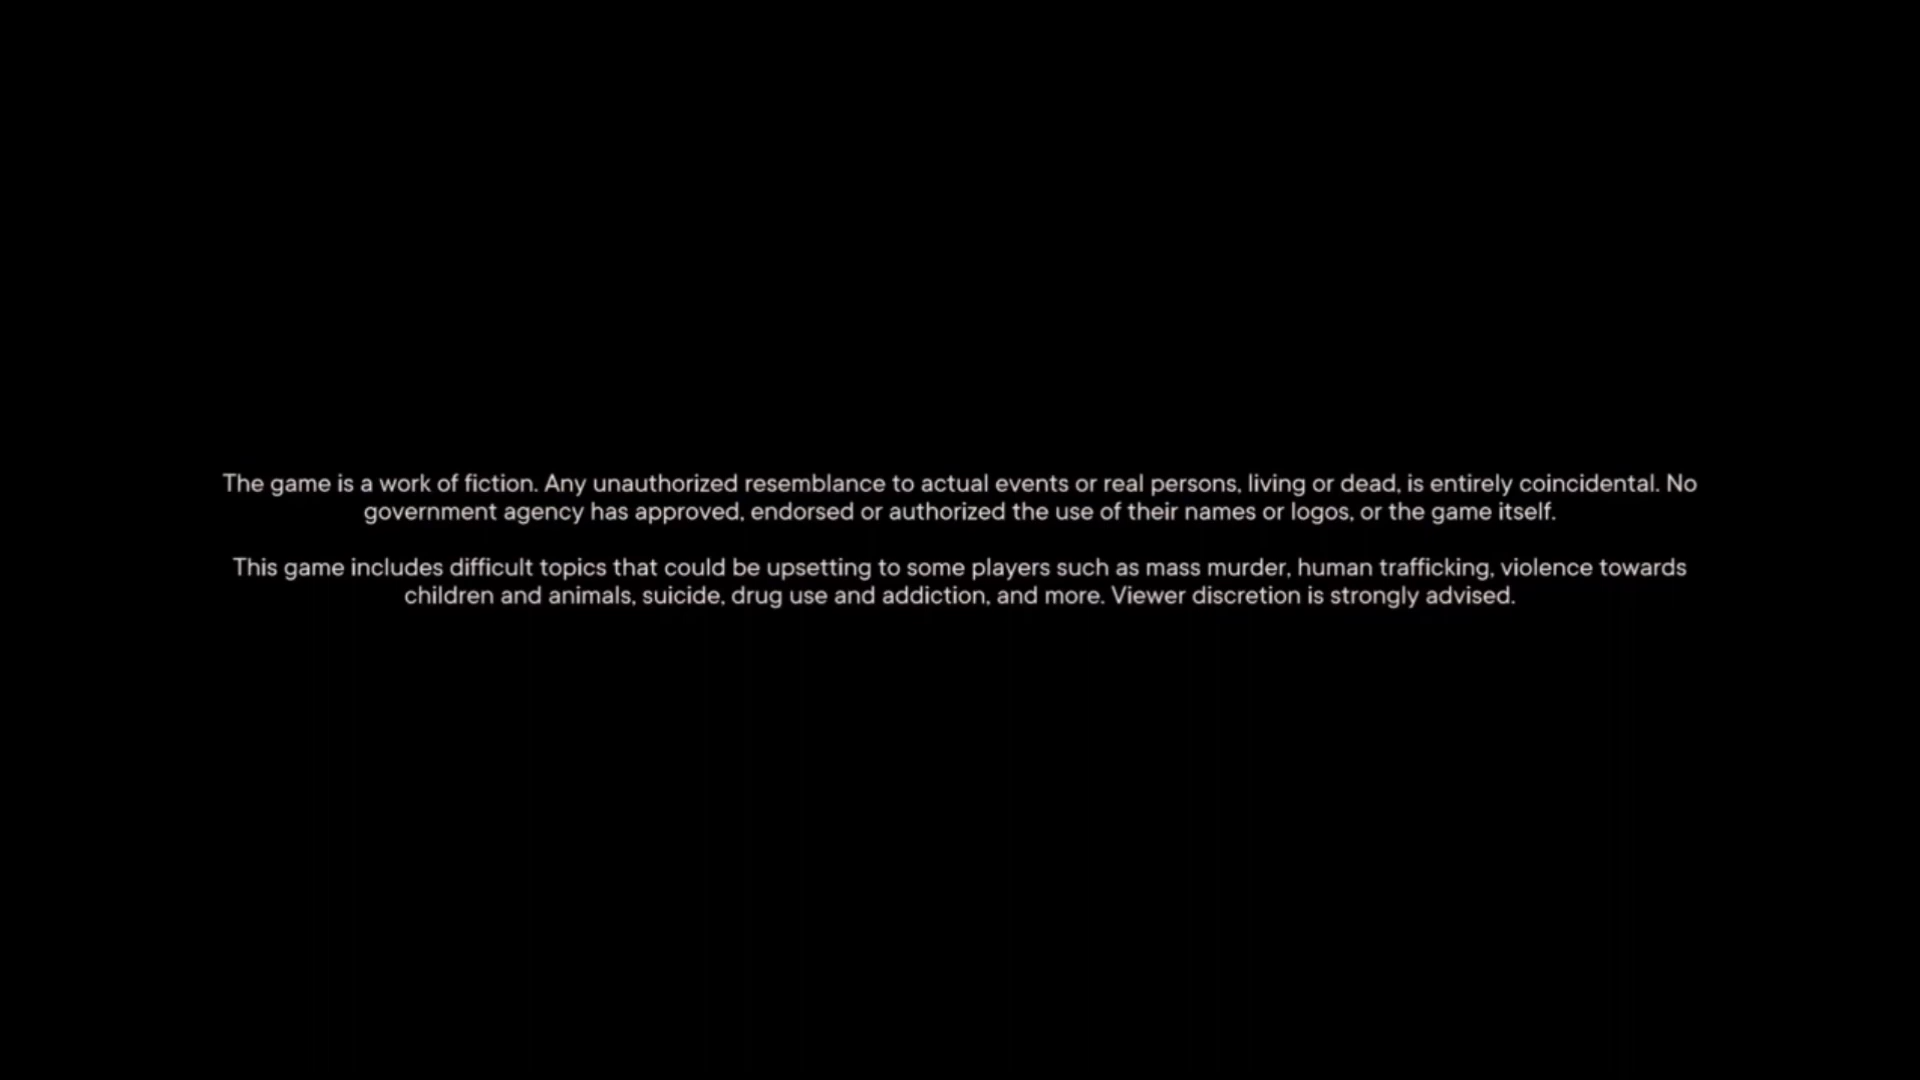 The game is a work of fiction. Any unauthorized resemblance to actual events or real persons, living or dead, is entirely coincidental. No
government agency has approved, endorsed or authorized the use of their names or logos, or the game itself.
This game includes difficult topics that could be upsetting to some players such as mass murder, human trafficking, violence towards
children and animals, suicide, drug use and addiction, and more. Viewer discretion is strongly advised.